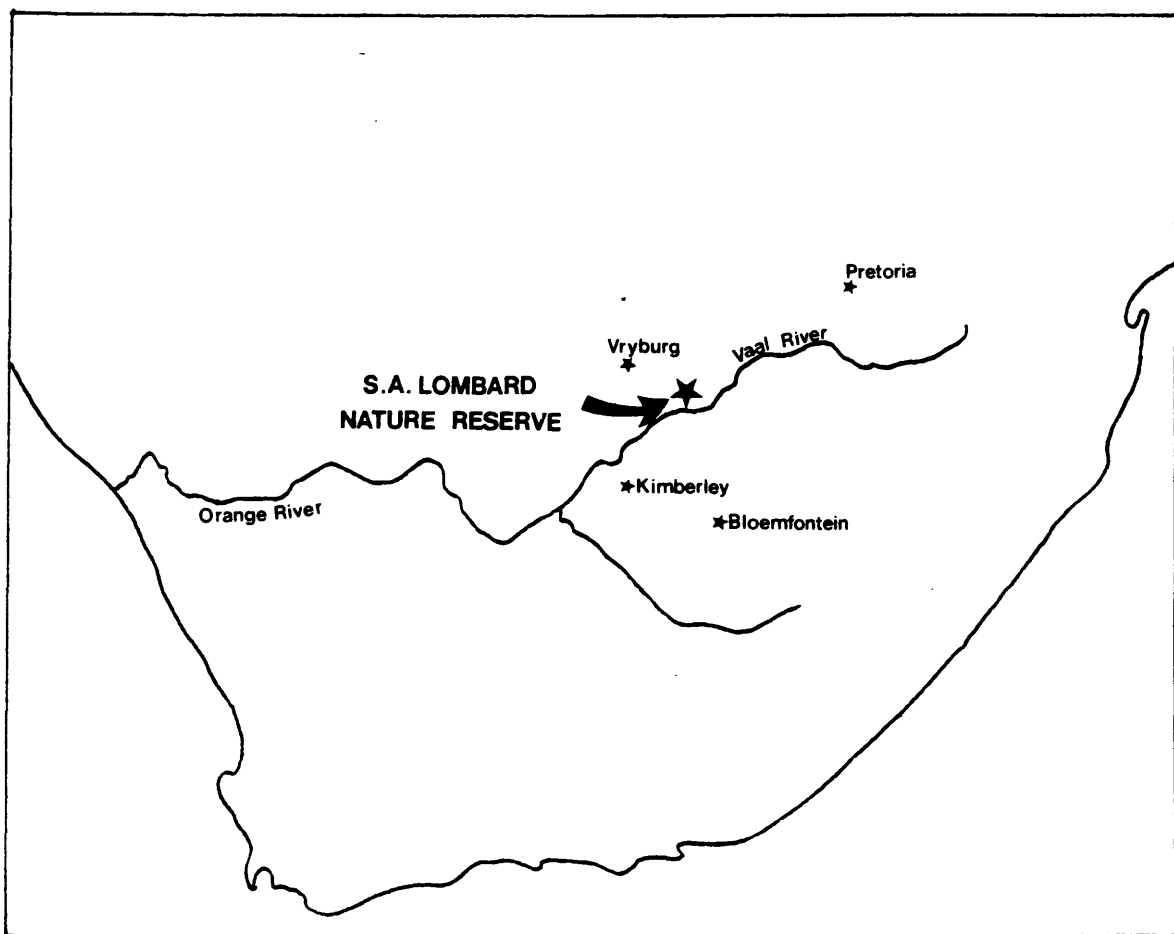 Pretoria
Vaal River
Vryburg
S.A. LOMBARD
NATURE RESERVE
Kimberley
Orange River
Bloemfontein